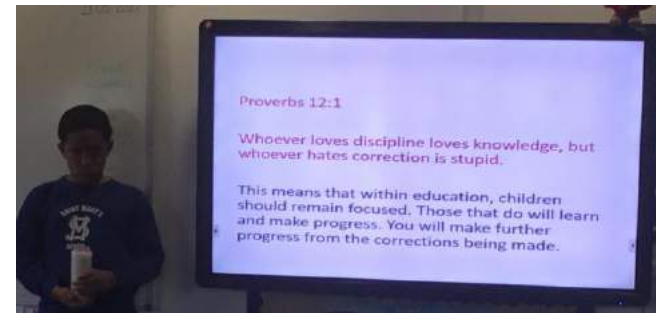 Proverbs 12:1
Whoever loves discipline loves knowledge, but
whoever hates correction is stupid.
This means that within education, children
should remain focused. Those that do will learn
and make progress. You will make further
progress from the corrections being made.
SAINT MARY'S